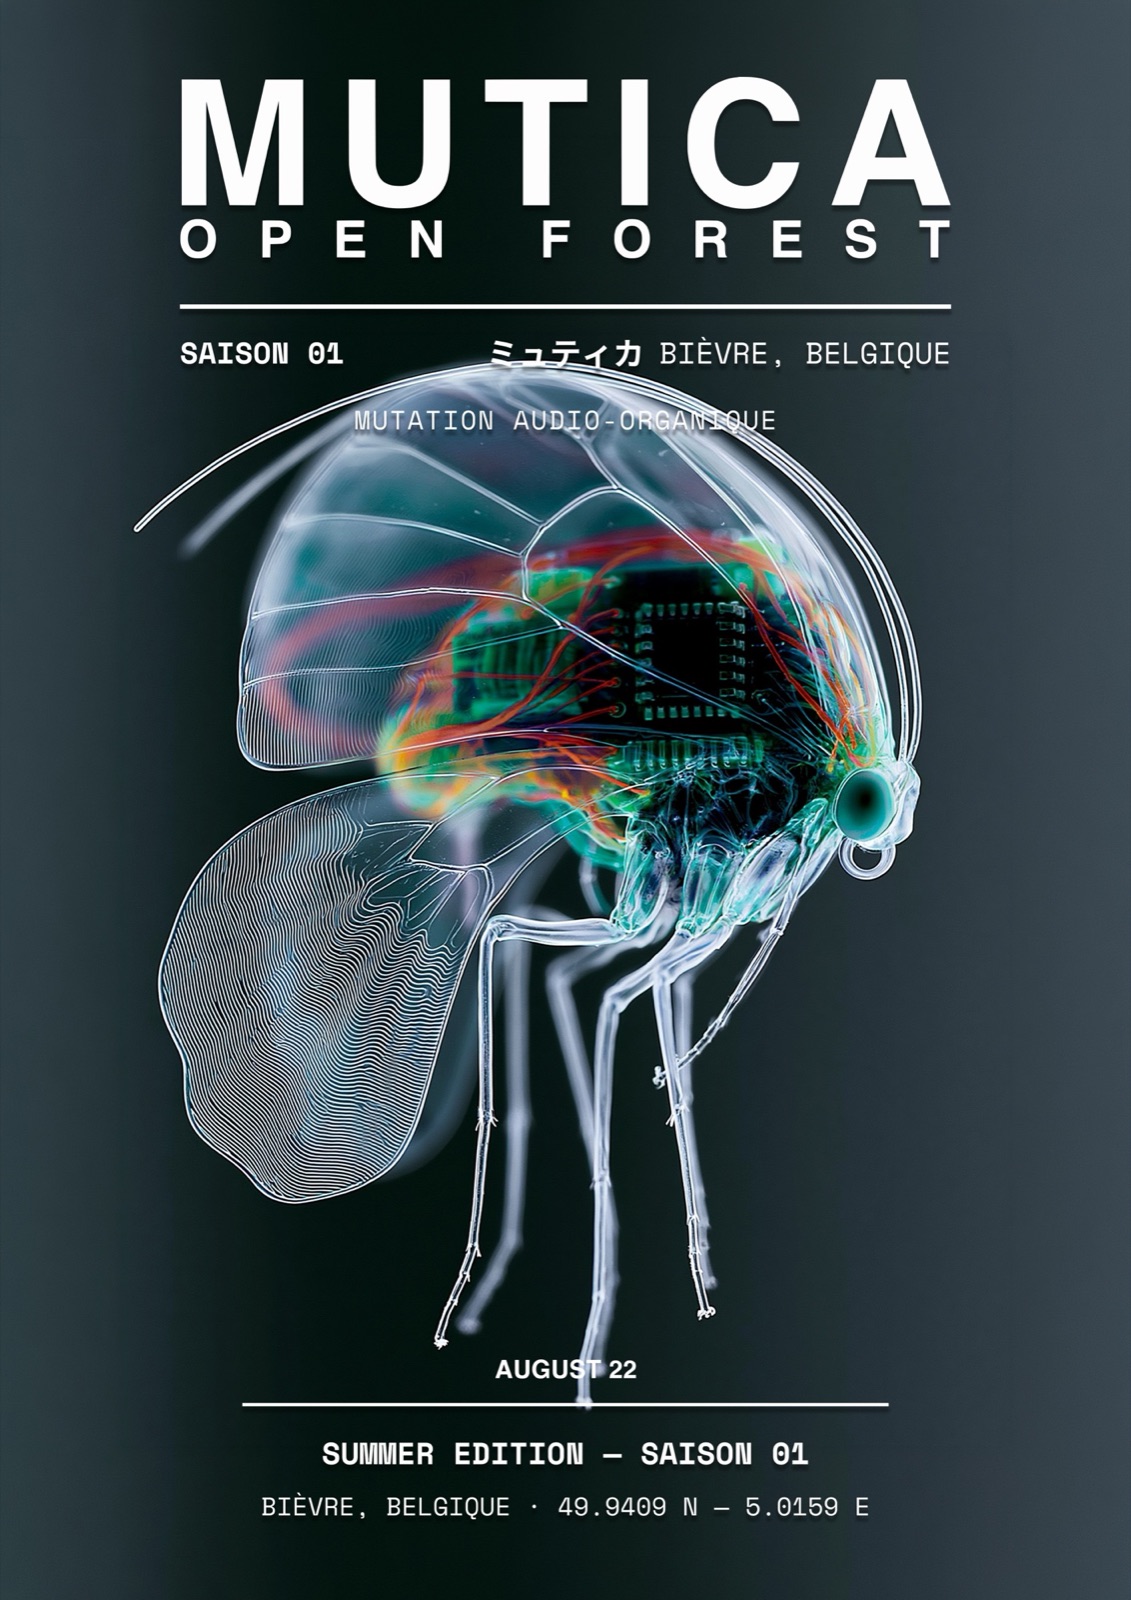 MUTICA
OPEN FOREST
SAISON 01 ミュティカ BIÈVRE, BELGIQUE
MUTATION AUDIO-ORGANIQUE
AUGUST 22
SUMMER EDITION — SAISON 01
BIÈVRE, BELGIQUE · 49.9409 N — 5.0159 E